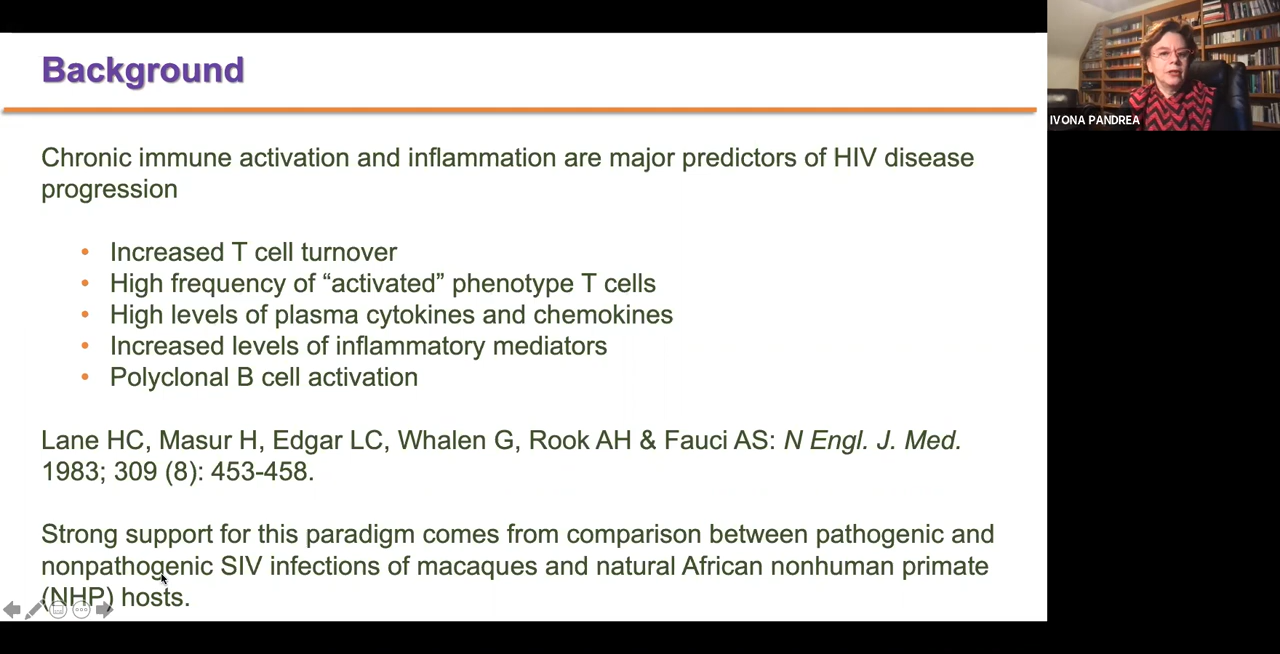 Background
Chronic immune activation and inflammation are major predictors of HIV disease
progression
• Increased T cell turnover
• High frequency of “activated” phenotype T cells
• High levels of plasma cytokines and chemokines
• Increased levels of inflammatory mediators
• Polyclonal B cell activation
Lane HC, Masur H, Edgar LC, Whalen G, Rook AH & Fauci AS: N Engl. J. Med.
1983; 309 (8): 453-458.
Strong support for this paradigm comes from comparison between pathogenic and
nonpathogenic SIV infections of macaques and natural African nonhuman primate
(NHP) hosts.
IVONA PANDREA